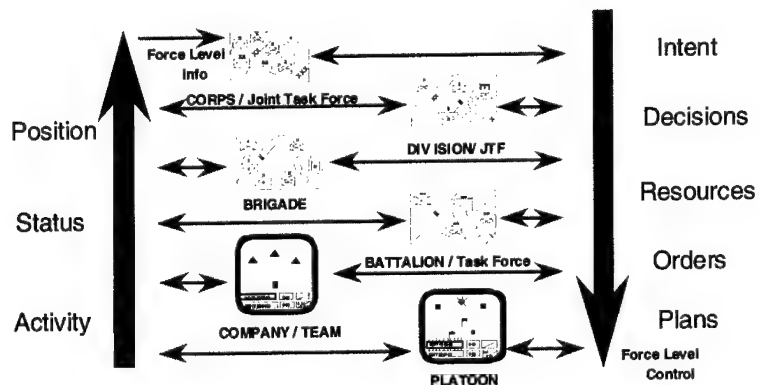 Force Level
Info
Intent
CORPS / Joint Task Force
Decisions
Position
DIVISION/ JTF
BRIGADE
Resources
Status
BATTALION / Task Force
Orders
Activity
COMPANY / TEAM
Plans
Force Level
Control
PLATOON